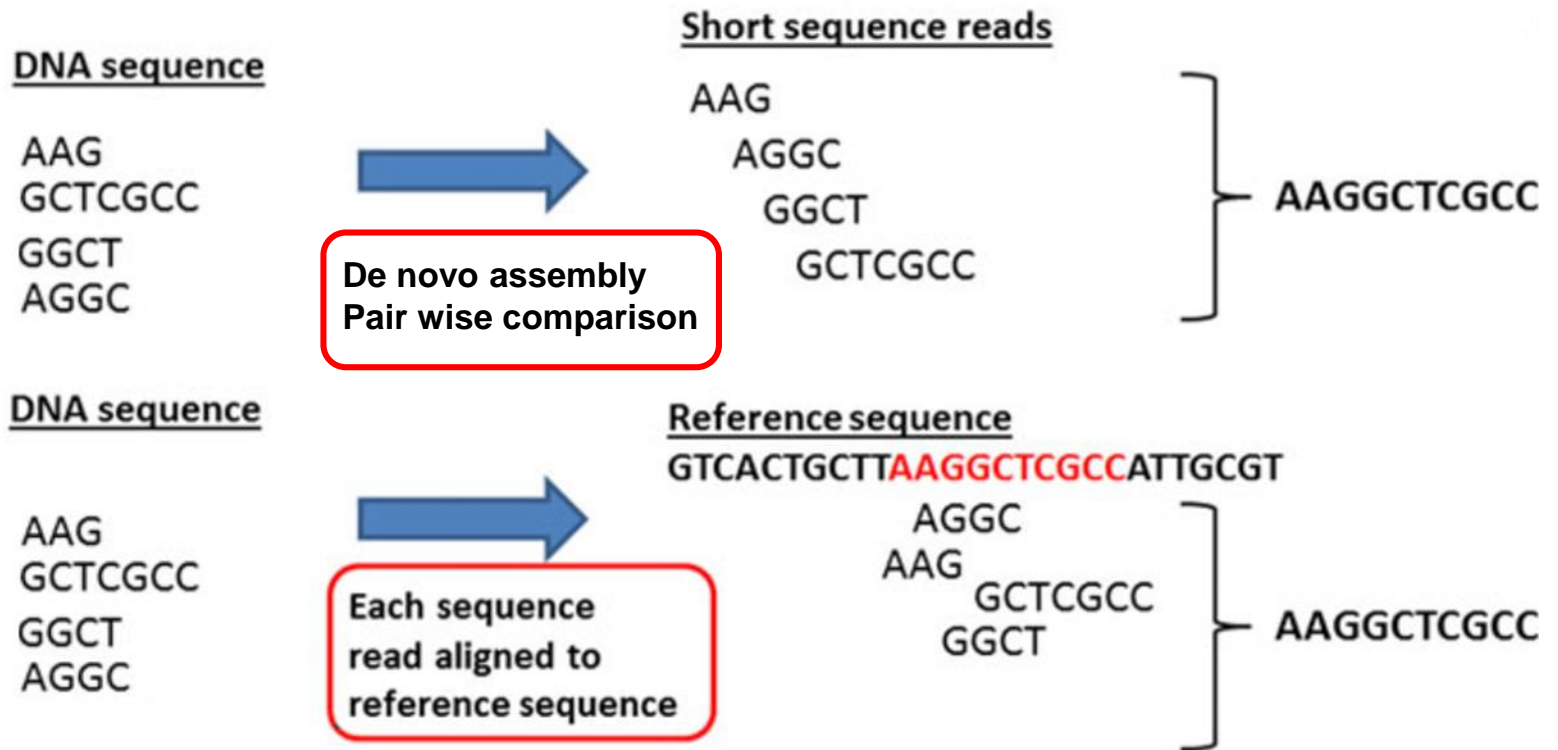 DNA sequence
AAG
GCTCGCC
GGCT
AGGC
De novo assembly
Pair wise comparison
Short sequence reads
AAG
AGGC
GGCT
GCTCGCC
AAGGCTCGCC
DNA sequence
AAG
GCTCGCC
GGCT
AGGC
Each sequence
read aligned to
reference sequence
Reference sequence
GTCACTGCTTAAGGCTCGCCATTGCGT
AGGC
AAG
GCTCGCC
GGCT
AAGGCTCGCC